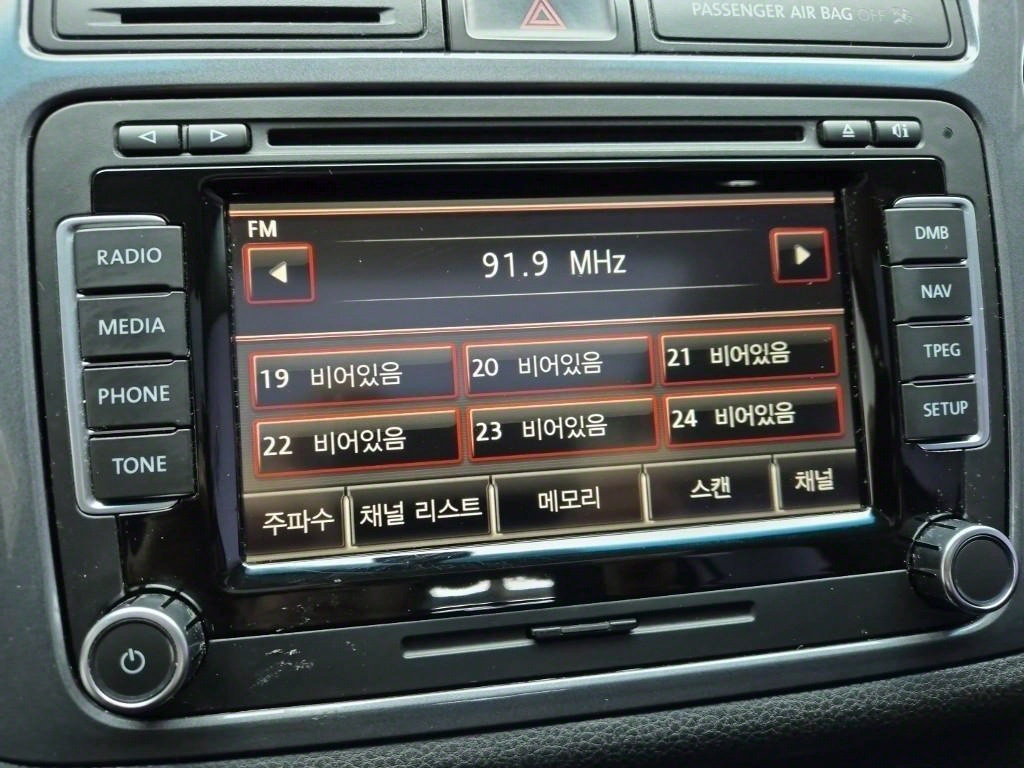 PASSENGER AIR BAG OFF
FM
91.9 MHz
RADIO
MEDIA
PHONE
TONE
19 비어있음 20 비어있음 21 비어있음
22 비어있음 23 비어있음 24 비어있음
주파수 채널 리스트 메모리 스캔 채널
DMB
NAV
TPEG
SETUP